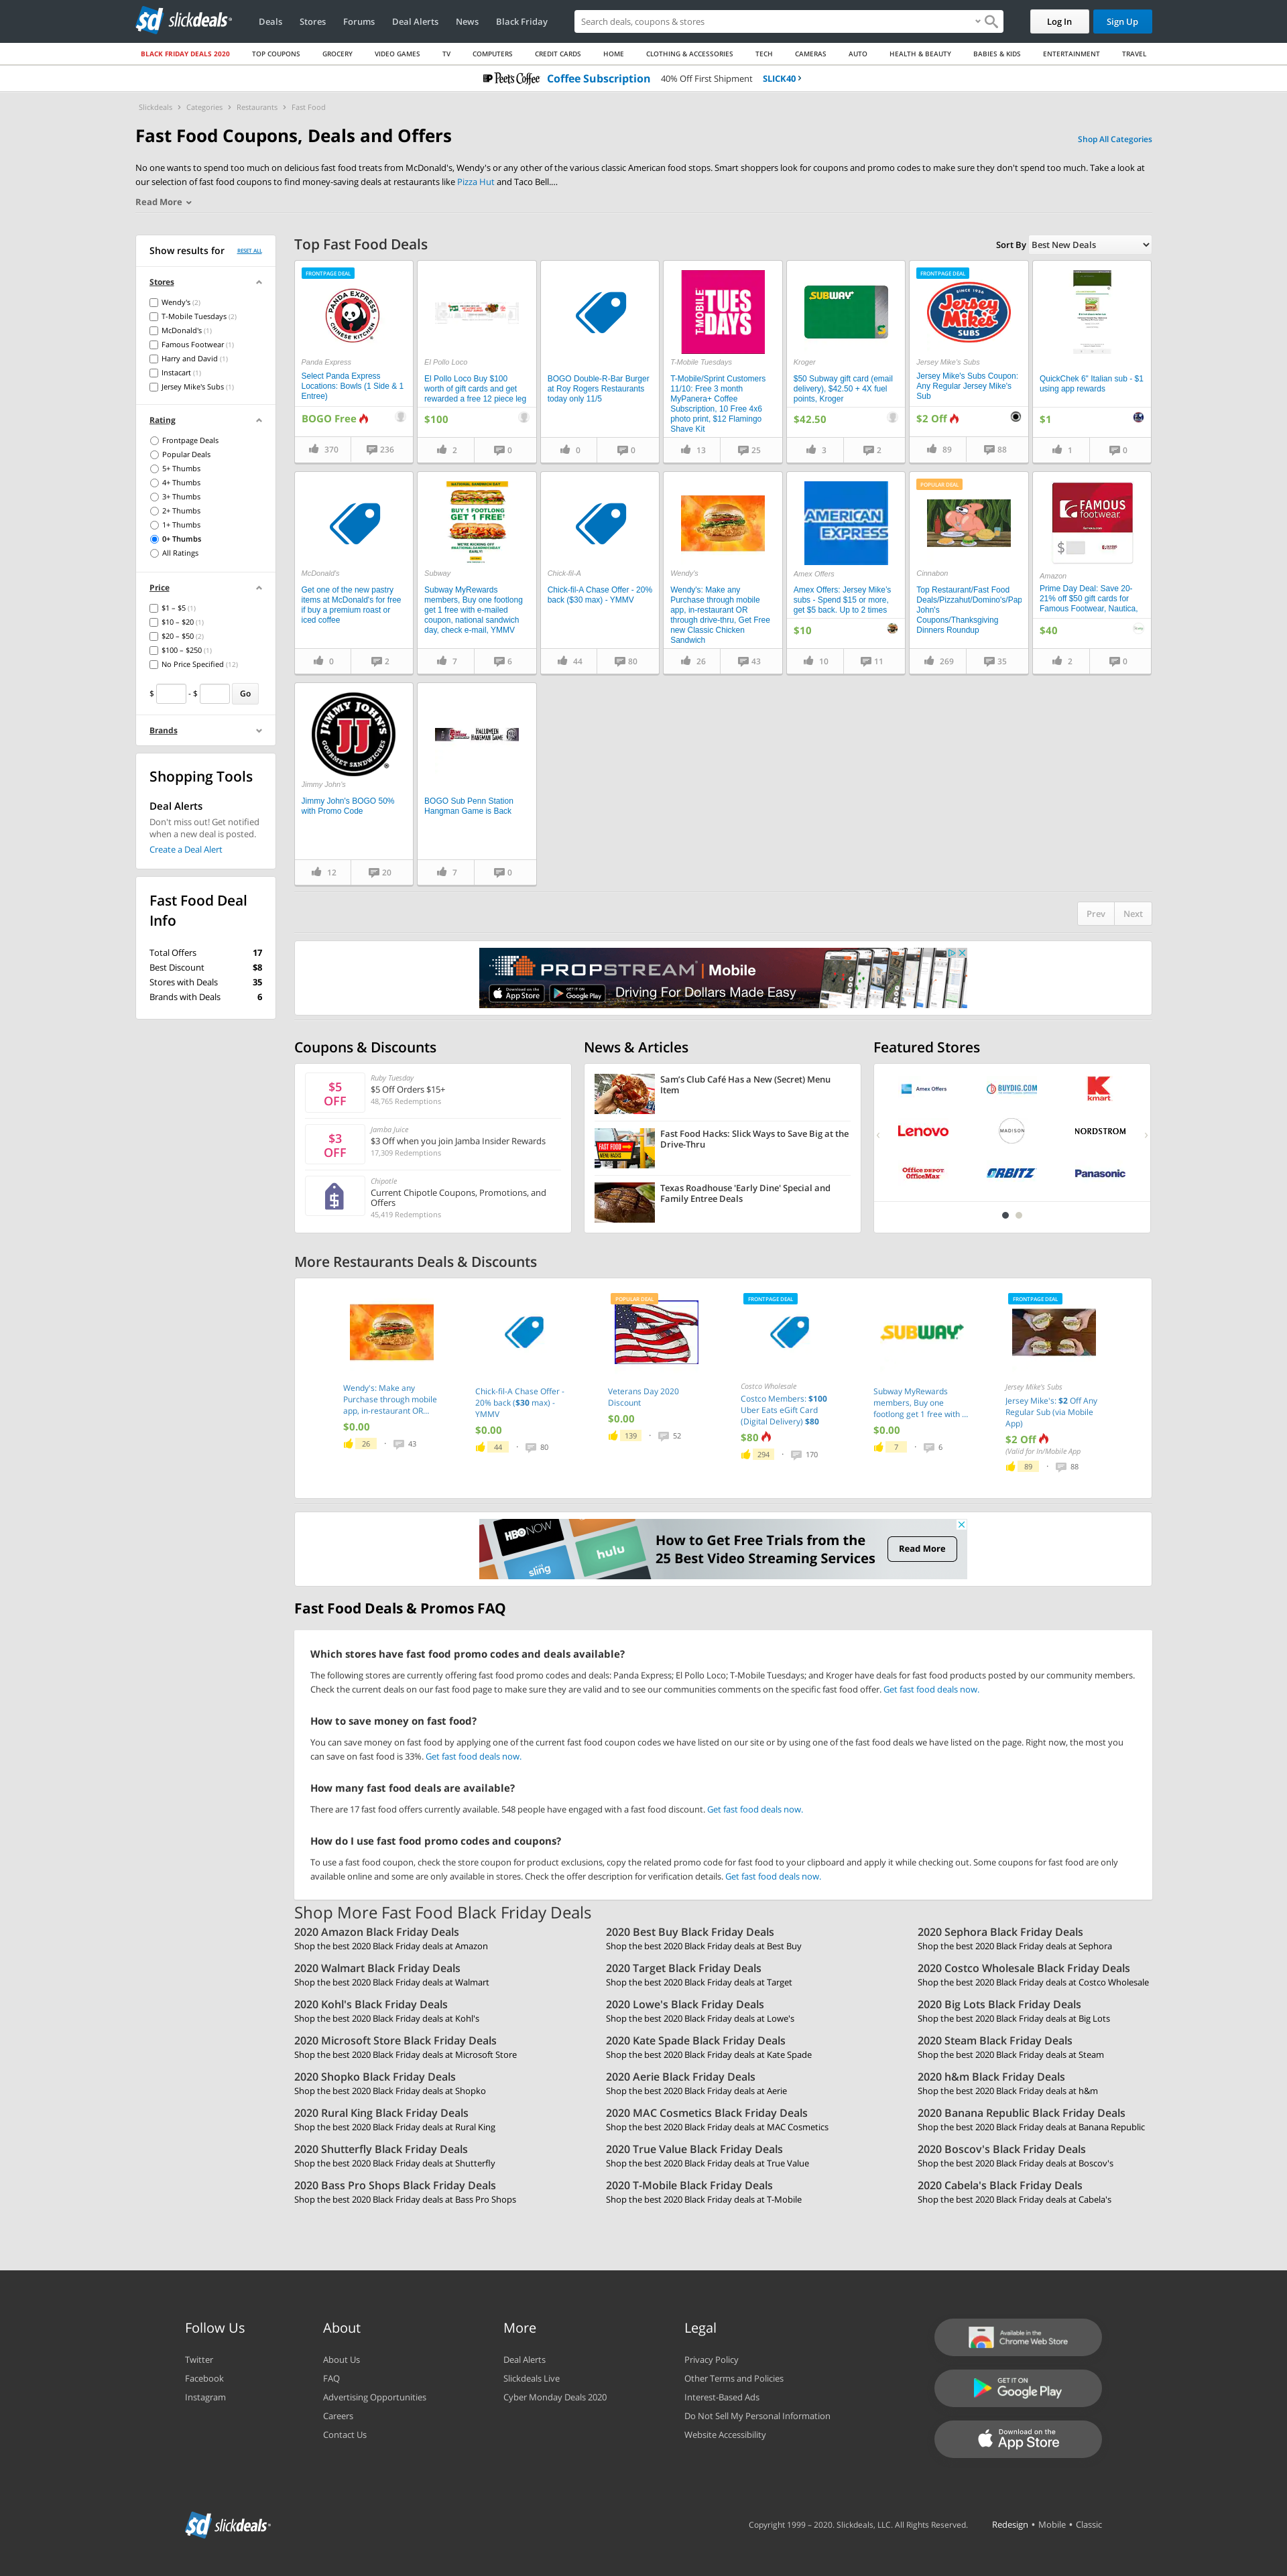 sd slickdeals
Deals
Stores
Forums
Deal Alerts
News
Black Friday
Search deals, coupons & stores
Log In
Sign Up
BLACK FRIDAY DEALS 2020
TOP COUPONS
GROCERY
VIDEO GAMES
TV
COMPUTERS
CREDIT CARDS
HOME
CLOTHING & ACCESSORIES
TECH
CAMERAS
AUTO
HEALTH & BEAUTY
BABIES & KIDS
ENTERTAINMENT
TRAVEL
Peet's Coffee Coffee Subscription 40% Off First Shipment SLICK40
Slickdeals > Categories > Restaurants > Fast Food
Fast Food Coupons, Deals and Offers
Shop All Categories
No one wants to spend too much on delicious fast food treats from McDonald's, Wendy's or any other of the various classic American food stops. Smart shoppers look for coupons and promo codes to make sure they don't spend too much. Take a look at
our selection of fast food coupons to find money-saving deals at restaurants like Pizza Hut and Taco Bell....
Read More
Show results for
RESET ALL
Stores
Wendy's (2)
T-Mobile Tuesdays (2)
McDonald's (1)
Famous Footwear (1)
Harry and David (1)
Instacart (1)
Jersey Mike's Subs (1)
Rating
Frontpage Deals
Popular Deals
5+ Thumbs
4+ Thumbs
3+ Thumbs
2+ Thumbs
1+ Thumbs
0+ Thumbs
All Ratings
Price
$1 – $5 (1)
$10 – $20 (1)
$20 – $50 (2)
$100 – $250 (1)
No Price Specified (12)
$ - $ Go
Brands
Shopping Tools
Deal Alerts
Don't miss out! Get notified
when a new deal is posted.
Create a Deal Alert
Fast Food Deal
Info
Total Offers 17
Best Discount $8
Stores with Deals 35
Brands with Deals 6
Top Fast Food Deals
Sort By Best New Deals
FRONTPAGE DEAL
PANDA EXPRESS
CHINESE KITCHEN
Panda Express
Select Panda Express
Locations: Bowls (1 Side & 1
Entree)
BOGO Free
370 236
El Pollo Loco
El Pollo Loco Buy $100
worth of gift cards and get
rewarded a free 12 piece leg
$100
2 0
BOGO Double-R-Bar Burger
at Roy Rogers Restaurants
today only 11/5
0 0
T-MOBILE
TUES
DAYS
T-Mobile Tuesdays
T-Mobile/Sprint Customers
11/10: Free 3 month
MyPanera+ Coffee
Subscription, 10 Free 4x6
photo print, $12 Flamingo
Shave Kit
13 25
SUBWAY
Kroger
$50 Subway gift card (email
delivery), $42.50 + 4X fuel
points, Kroger
$42.50
3 2
FRONTPAGE DEAL
SINCE 1956
Jersey Mike's
SUBS
Jersey Mike's Subs
Jersey Mike's Subs Coupon:
Any Regular Jersey Mike's
Sub
$2 Off
89 88
QuickChek 6" Italian sub - $1
using app rewards
$1
1 0
McDonald's
Get one of the new pastry
items at McDonald's for free
if buy a premium roast or
iced coffee
0 2
NATIONAL SANDWICH DAY
BUY 1 FOOTLONG
GET 1 FREE
WE'RE KICKING OFF
#NATIONALSANDWICHDAY
EARLY!
Subway
Subway MyRewards
members, Buy one footlong
get 1 free with e-mailed
coupon, national sandwich
day, check e-mail, YMMV
7 6
Chick-fil-A
Chick-fil-A Chase Offer - 20%
back ($30 max) - YMMV
44 80
Wendy's
Wendy's: Make any
Purchase through mobile
app, in-restaurant OR
through drive-thru, Get Free
new Classic Chicken
Sandwich
26 43
AMERICAN
EXPRESS
Amex Offers
Amex Offers: Jersey Mike's
subs - Spend $15 or more,
get $5 back. Up to 2 times
$10
10 11
POPULAR DEAL
Cinnabon
Top Restaurant/Fast Food
Deals/Pizzahut/Domino's/Pap
John's
Coupons/Thanksgiving
Dinners Roundup
269 35
FAMOUS
footwear
$
Amazon
Prime Day Deal: Save 20-
21% off $50 gift cards for
Famous Footwear, Nautica,
$40
2 0
JIMMY JOHN'S
JJ
GOURMET SANDWICHES
Jimmy John's
Jimmy John's BOGO 50%
with Promo Code
12 20
HALLOWEEN
HANGMAN GAME
BOGO Sub Penn Station
Hangman Game is Back
7 0
Prev Next
PROPSTREAM | Mobile
Download on the App Store
GET IT ON Google Play
Driving For Dollars Made Easy
Coupons & Discounts
$5
OFF
Ruby Tuesday
$5 Off Orders $15+
48,765 Redemptions
$3
OFF
Jamba Juice
$3 Off when you join Jamba Insider Rewards
17,309 Redemptions
$
Chipotle
Current Chipotle Coupons, Promotions, and
Offers
45,419 Redemptions
News & Articles
Sam's Club Café Has a New (Secret) Menu
Item
FAST FOOD
MENU HACKS
Fast Food Hacks: Slick Ways to Save Big at the
Drive-Thru
Texas Roadhouse 'Early Dine' Special and
Family Entree Deals
Featured Stores
Amex Offers
BUYDIG.COM
K
kmart
Lenovo
MADISON
NORDSTROM
Office DEPOT
OfficeMax
ORBITZ
Panasonic
More Restaurants Deals & Discounts
Wendy's: Make any
Purchase through mobile
app, in-restaurant OR...
$0.00
26 · 43
Chick-fil-A Chase Offer -
20% back ($30 max) -
YMMV
$0.00
44 · 80
POPULAR DEAL
Veterans Day 2020
Discount
$0.00
139 · 52
FRONTPAGE DEAL
Costco Wholesale
Costco Members: $100
Uber Eats eGift Card
(Digital Delivery) $80
$80
294 · 170
SUBWAY
Subway MyRewards
members, Buy one
footlong get 1 free with ...
$0.00
7 · 6
FRONTPAGE DEAL
Jersey Mike's Subs
Jersey Mike's: $2 Off Any
Regular Sub (via Mobile
App)
$2 Off
(Valid for In/Mobile App
89 · 88
HBO NOW
hulu
sling
How to Get Free Trials from the
25 Best Video Streaming Services
Read More
Fast Food Deals & Promos FAQ
Which stores have fast food promo codes and deals available?
The following stores are currently offering fast food promo codes and deals: Panda Express; El Pollo Loco; T-Mobile Tuesdays; and Kroger have deals for fast food products posted by our community members.
Check the current deals on our fast food page to make sure they are valid and to see our communities comments on the specific fast food offer. Get fast food deals now.
How to save money on fast food?
You can save money on fast food by applying one of the current fast food coupon codes we have listed on our site or by using one of the fast food deals we have listed on the page. Right now, the most you
can save on fast food is 33%. Get fast food deals now.
How many fast food deals are available?
There are 17 fast food offers currently available. 548 people have engaged with a fast food discount. Get fast food deals now.
How do I use fast food promo codes and coupons?
To use a fast food coupon, check the store coupon for product exclusions, copy the related promo code for fast food to your clipboard and apply it while checking out. Some coupons for fast food are only
available online and some are only available in stores. Check the offer description for verification details. Get fast food deals now.
Shop More Fast Food Black Friday Deals
2020 Amazon Black Friday Deals
Shop the best 2020 Black Friday deals at Amazon
2020 Best Buy Black Friday Deals
Shop the best 2020 Black Friday deals at Best Buy
2020 Sephora Black Friday Deals
Shop the best 2020 Black Friday deals at Sephora
2020 Walmart Black Friday Deals
Shop the best 2020 Black Friday deals at Walmart
2020 Target Black Friday Deals
Shop the best 2020 Black Friday deals at Target
2020 Costco Wholesale Black Friday Deals
Shop the best 2020 Black Friday deals at Costco Wholesale
2020 Kohl's Black Friday Deals
Shop the best 2020 Black Friday deals at Kohl's
2020 Lowe's Black Friday Deals
Shop the best 2020 Black Friday deals at Lowe's
2020 Big Lots Black Friday Deals
Shop the best 2020 Black Friday deals at Big Lots
2020 Microsoft Store Black Friday Deals
Shop the best 2020 Black Friday deals at Microsoft Store
2020 Kate Spade Black Friday Deals
Shop the best 2020 Black Friday deals at Kate Spade
2020 Steam Black Friday Deals
Shop the best 2020 Black Friday deals at Steam
2020 Shopko Black Friday Deals
Shop the best 2020 Black Friday deals at Shopko
2020 Aerie Black Friday Deals
Shop the best 2020 Black Friday deals at Aerie
2020 h&m Black Friday Deals
Shop the best 2020 Black Friday deals at h&m
2020 Rural King Black Friday Deals
Shop the best 2020 Black Friday deals at Rural King
2020 MAC Cosmetics Black Friday Deals
Shop the best 2020 Black Friday deals at MAC Cosmetics
2020 Banana Republic Black Friday Deals
Shop the best 2020 Black Friday deals at Banana Republic
2020 Shutterfly Black Friday Deals
Shop the best 2020 Black Friday deals at Shutterfly
2020 True Value Black Friday Deals
Shop the best 2020 Black Friday deals at True Value
2020 Boscov's Black Friday Deals
Shop the best 2020 Black Friday deals at Boscov's
2020 Bass Pro Shops Black Friday Deals
Shop the best 2020 Black Friday deals at Bass Pro Shops
2020 T-Mobile Black Friday Deals
Shop the best 2020 Black Friday deals at T-Mobile
2020 Cabela's Black Friday Deals
Shop the best 2020 Black Friday deals at Cabela's
Follow Us
Twitter
Facebook
Instagram
About
About Us
FAQ
Advertising Opportunities
Careers
Contact Us
More
Deal Alerts
Slickdeals Live
Cyber Monday Deals 2020
Legal
Privacy Policy
Other Terms and Policies
Interest-Based Ads
Do Not Sell My Personal Information
Website Accessibility
Available in the
Chrome Web Store
GET IT ON
Google Play
Download on the
App Store
sd slickdeals
Copyright 1999 – 2020. Slickdeals, LLC. All Rights Reserved.
Redesign • Mobile • Classic